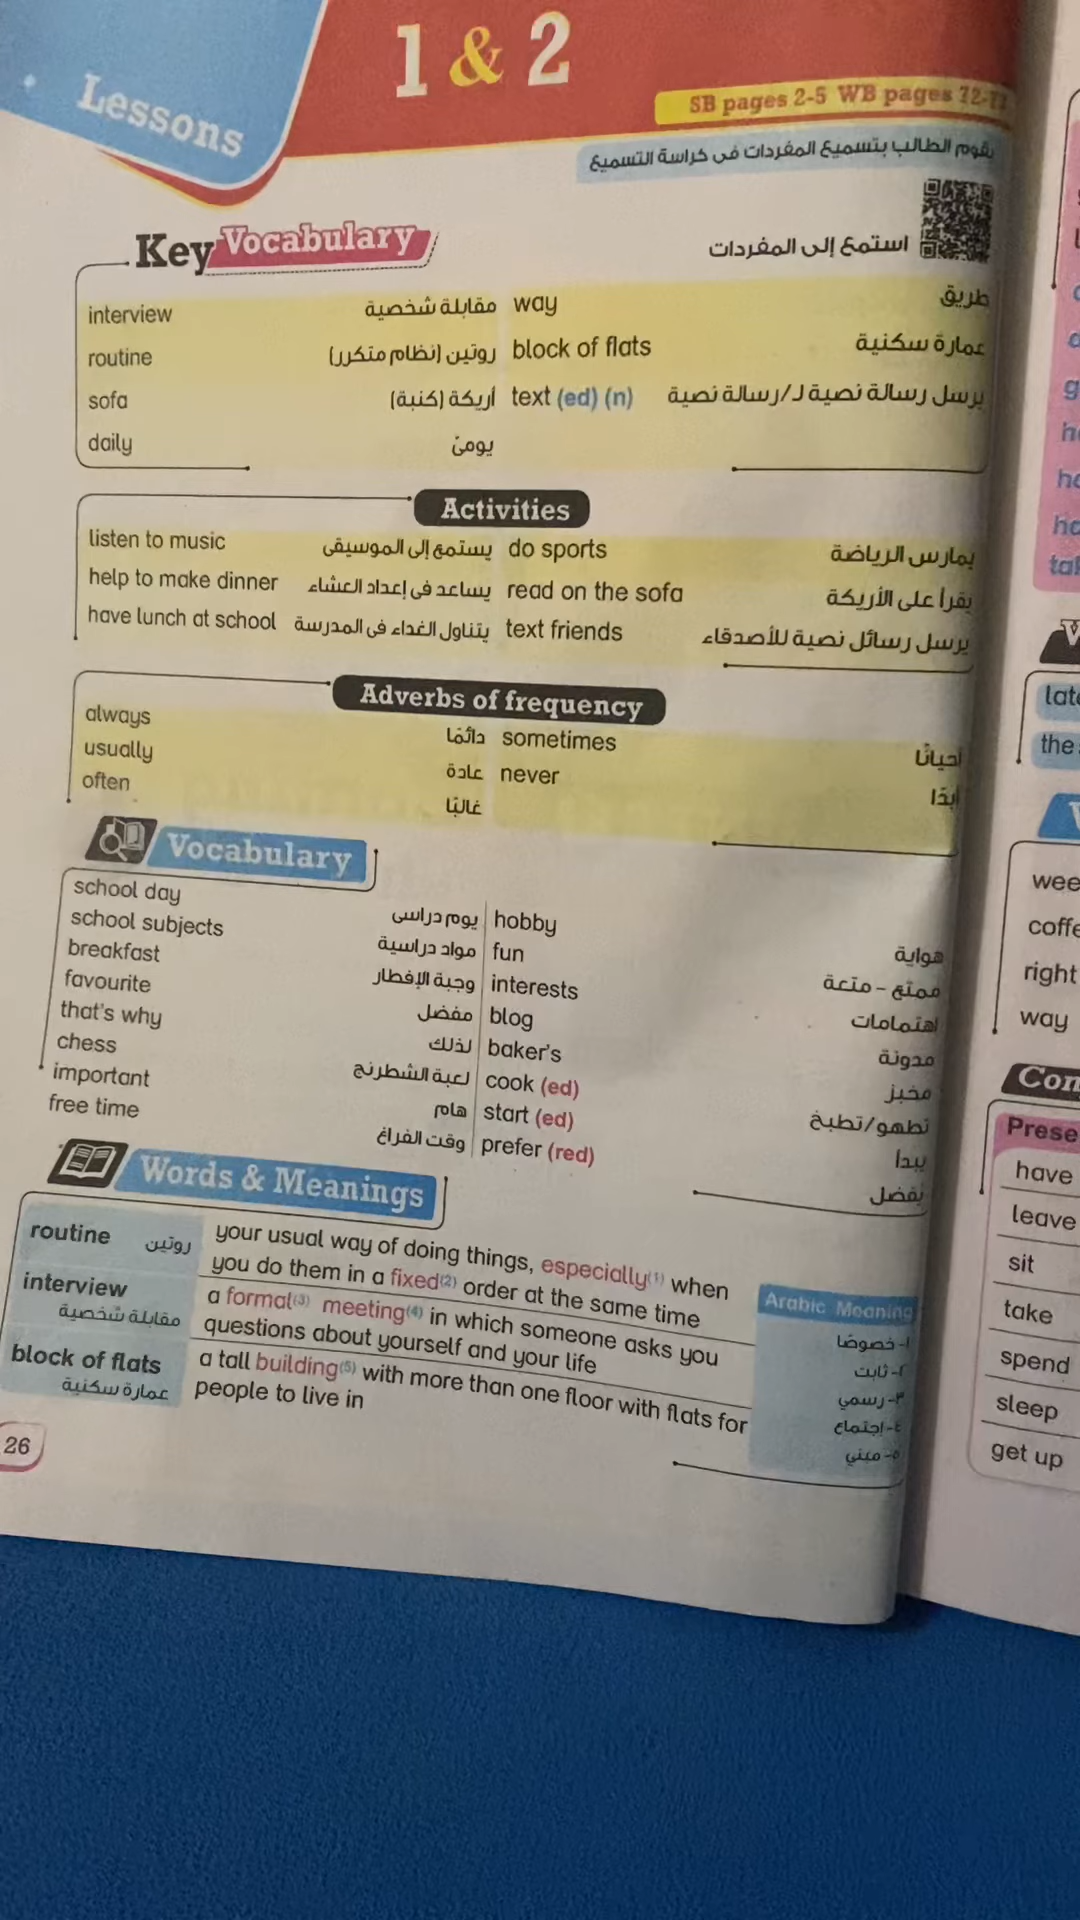 Lessons
1 & 2
SB pages 2-5 WB pages
يقوم الطالب بتسميع المفردات فى كراسة التسميع
Key Vocabulary
استمع إلى المفردات
interview مقابلة شخصية way طريق
routine روتين (نظام متكرر) block of flats عمارة سكنية
sofa أريكة (كنبة) text (ed) (n) يرسل رسالة نصية لـ/رسالة نصية
daily يومىّ
Activities
listen to music يستمع إلى الموسيقى do sports يمارس الرياضة
help to make dinner يساعد فى إعداد العشاء read on the sofa يقرأ على الأريكة
have lunch at school يتناول الغداء فى المدرسة text friends يرسل رسائل نصية للأصدقاء
Adverbs of frequency
always دائمًا sometimes أحيانًا
usually عادة never أبدًا
often غالبًا
Vocabulary
school day يوم دراسى hobby هواية
school subjects مواد دراسية fun ممتع - متعة
breakfast وجبة الإفطار interests اهتمامات
favourite مفضل blog مدونة
that's why لذلك baker's مخبز
chess لعبة الشطرنج cook (ed) تطهو/تطبخ
important هام start (ed) يبدأ
free time وقت الفراغ prefer (red) يُفضل
Words & Meanings
routine روتين your usual way of doing things, especially(1) when
you do them in a fixed(2) order at the same time
interview a formal(3) meeting(4) in which someone asks you
مقابلة شخصية questions about yourself and your life
block of flats a tall building(5) with more than one floor with flats for
عمارة سكنية people to live in
Arabic Meaning
١- خصوصًا
٢- ثابت
٣- رسمي
٤- إجتماع
٥- مبني
26
late
the
right
way
have
leave
sit
take
spend
sleep
get up